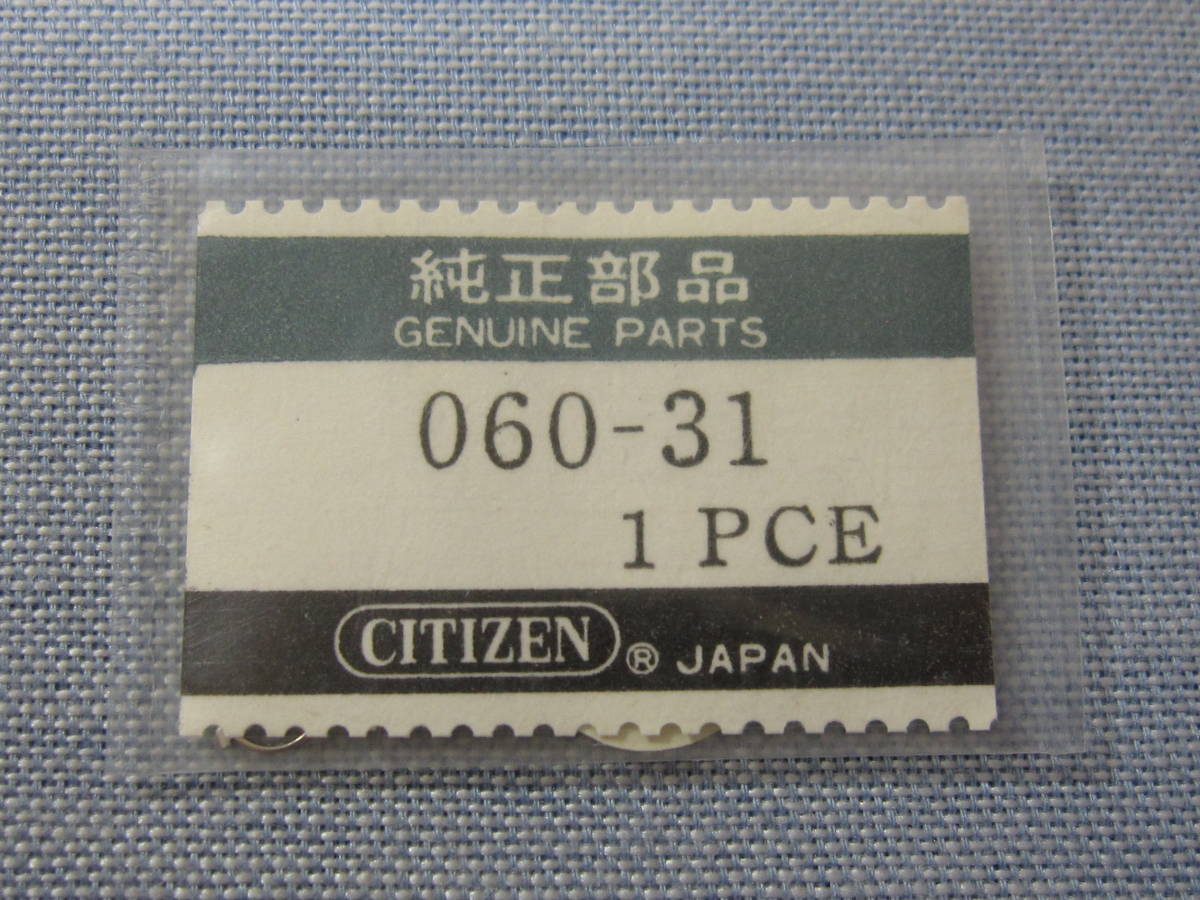 純正部品
GENUINE PARTS
060-31
1 PCE
CITIZEN® JAPAN